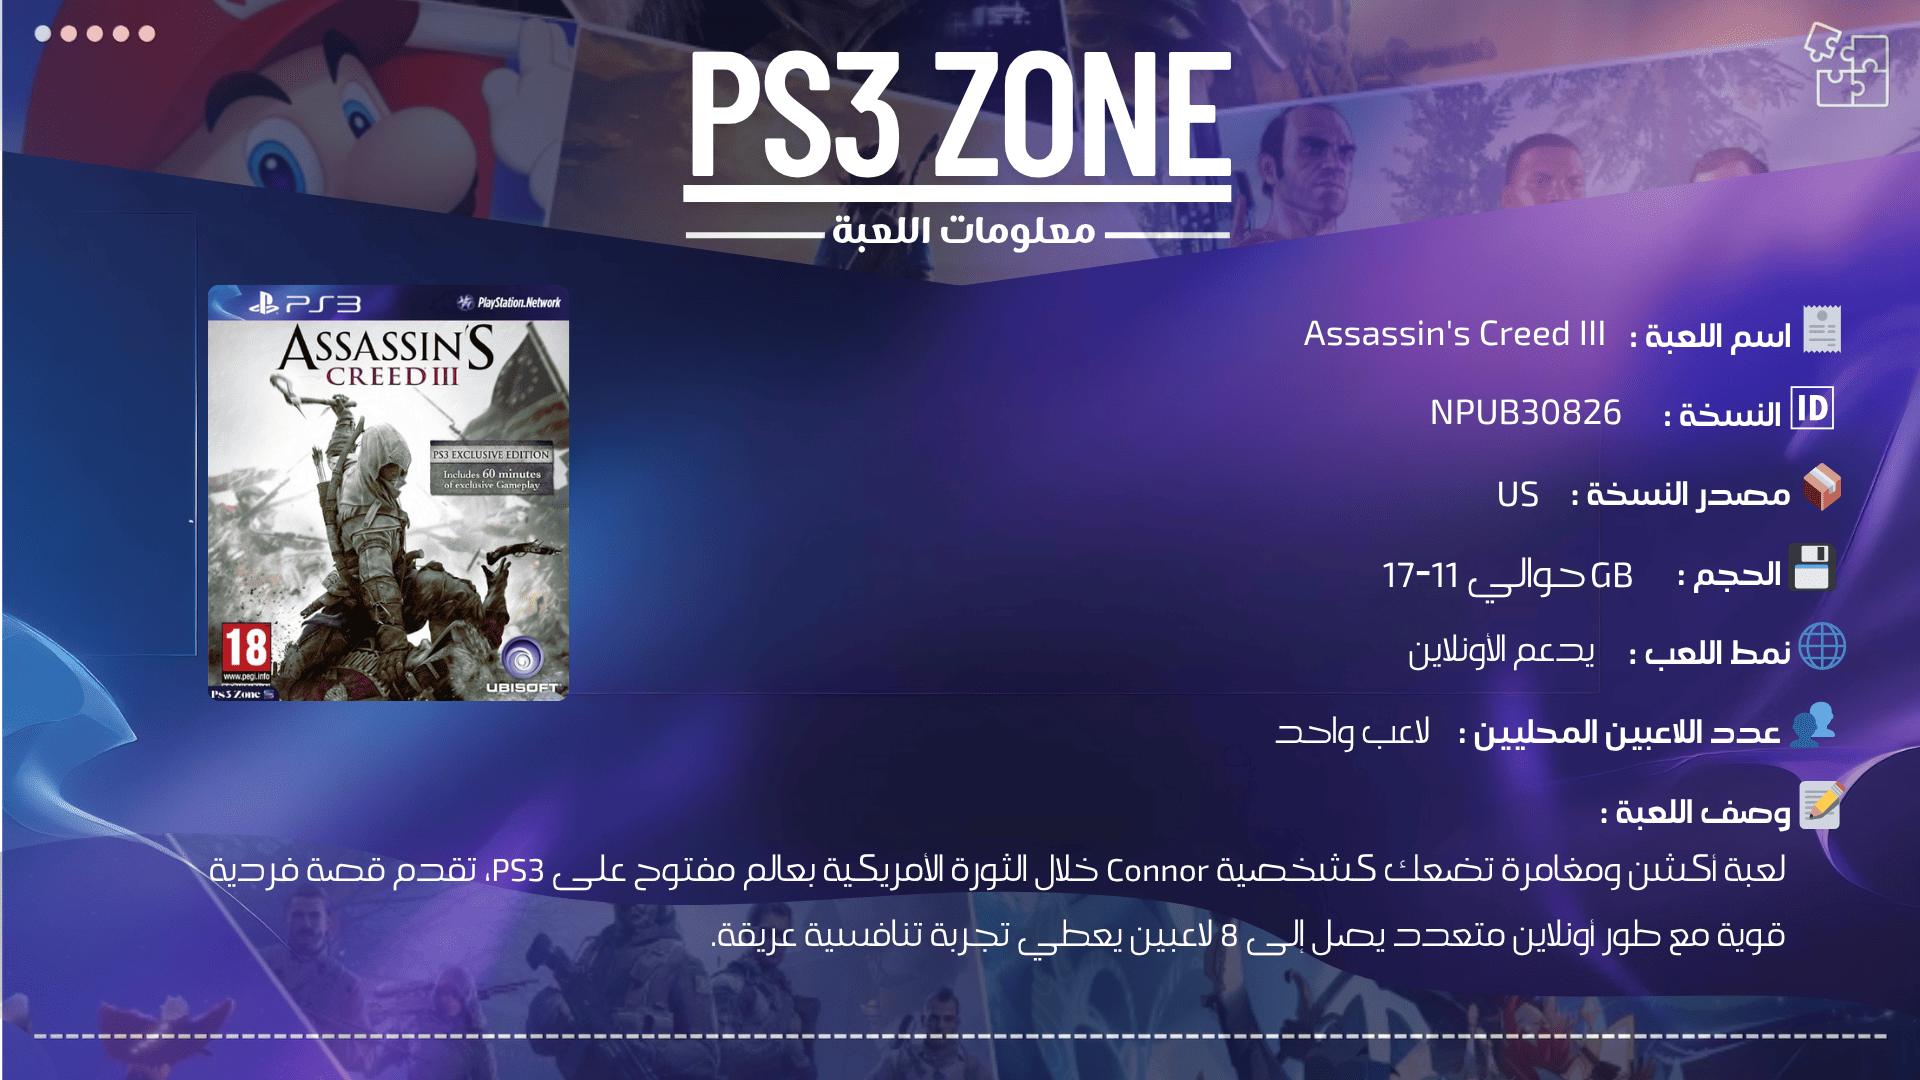 PS3 ZONE
معلومات اللعبة
PS3 PlayStation.Network
ASSASSIN'S
CREED III
PS3 EXCLUSIVE EDITION
Includes 60 minutes
of exclusive Gameplay
18
www.pegi.info
Ps3 Zone
UBISOFT
اسم اللعبة : Assassin's Creed III
ID النسخة : NPUB30826
مصدر النسخة : US
الحجم : GB حوالي 11-17
نمط اللعب : يدعم الأونلاين
عدد اللاعبين المحليين : لاعب واحد
وصف اللعبة :
لعبة أكشن ومغامرة تضعك كشخصية Connor خلال الثورة الأمريكية بعالم مفتوح على PS3، تقدم قصة فردية
قوية مع طور أونلاين متعدد يصل إلى 8 لاعبين يعطي تجربة تنافسية عريقة.